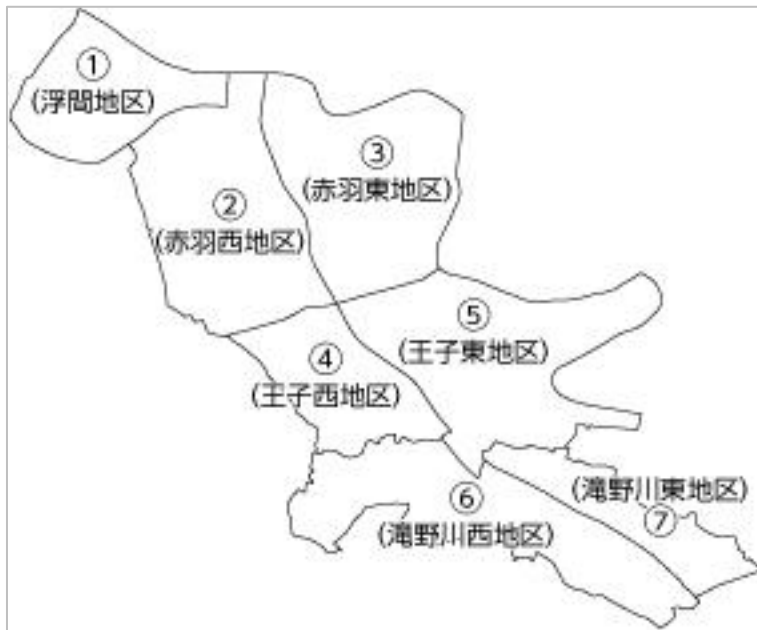 ①
(浮間地区)
②
(赤羽西地区)
③
(赤羽東地区)
④
(王子西地区)
⑤
(王子東地区)
⑥
(滝野川西地区)
(滝野川東地区)
⑦